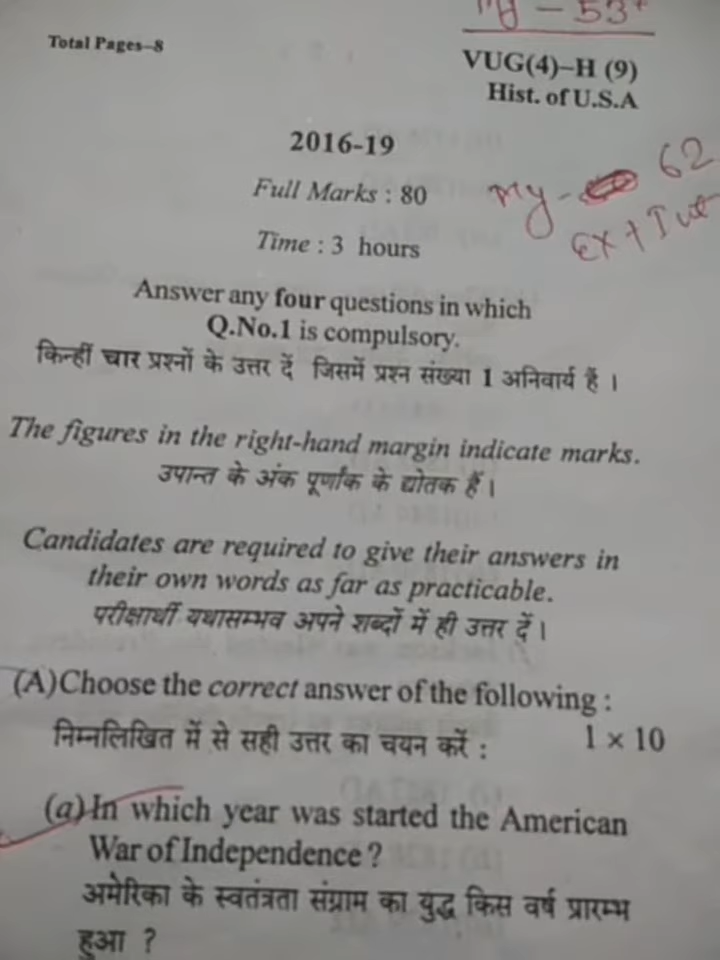 Total Pages–8
VUG(4)–H (9)
Hist. of U.S.A
2016-19
Full Marks : 80
Time : 3 hours
My - 62
Ex + Tue
Answer any four questions in which
Q.No.1 is compulsory.
किन्हीं चार प्रश्नों के उत्तर दें जिसमें प्रश्न संख्या 1 अनिवार्य हैं ।
The figures in the right-hand margin indicate marks.
उपान्त के अंक पूर्णांक के द्योतक हैं ।
Candidates are required to give their answers in
their own words as far as practicable.
परीक्षार्थी यथासम्भव अपने शब्दों में ही उत्तर दें ।
(A)Choose the correct answer of the following :
निम्नलिखित में से सही उत्तर का चयन करें : 1 × 10
(a)In which year was started the American
War of Independence ?
अमेरिका के स्वतंत्रता संग्राम का युद्ध किस वर्ष प्रारम्भ
हुआ ?